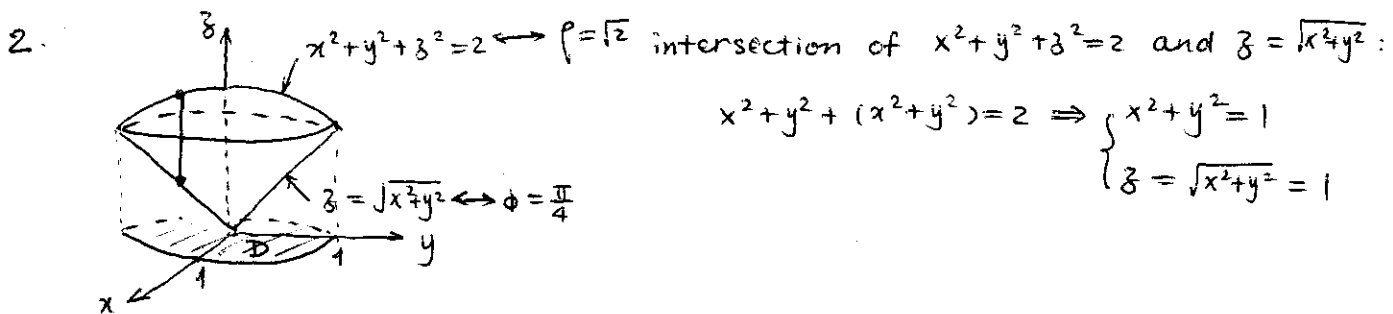 2.
z
x²+y²+z²=2 ↔ ρ=√2 intersection of x²+y²+z²=2 and z=√x²+y² :
x²+y²+(x²+y²)=2 ⇒ { x²+y²=1
z=√x²+y²=1
z=√x²+y² ↔ ϕ=π/4
D
y
1
1
x